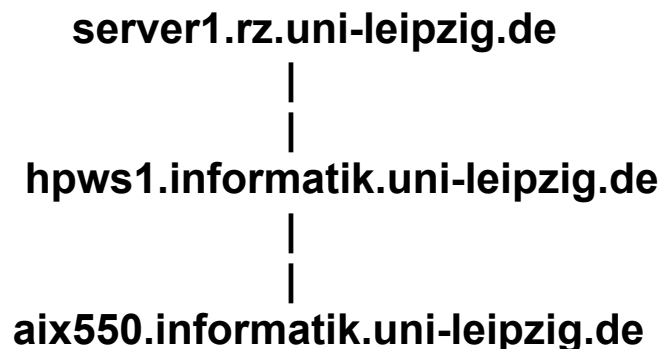 server1.rz.uni-leipzig.de
|
|
hpws1.informatik.uni-leipzig.de
|
|
aix550.informatik.uni-leipzig.de